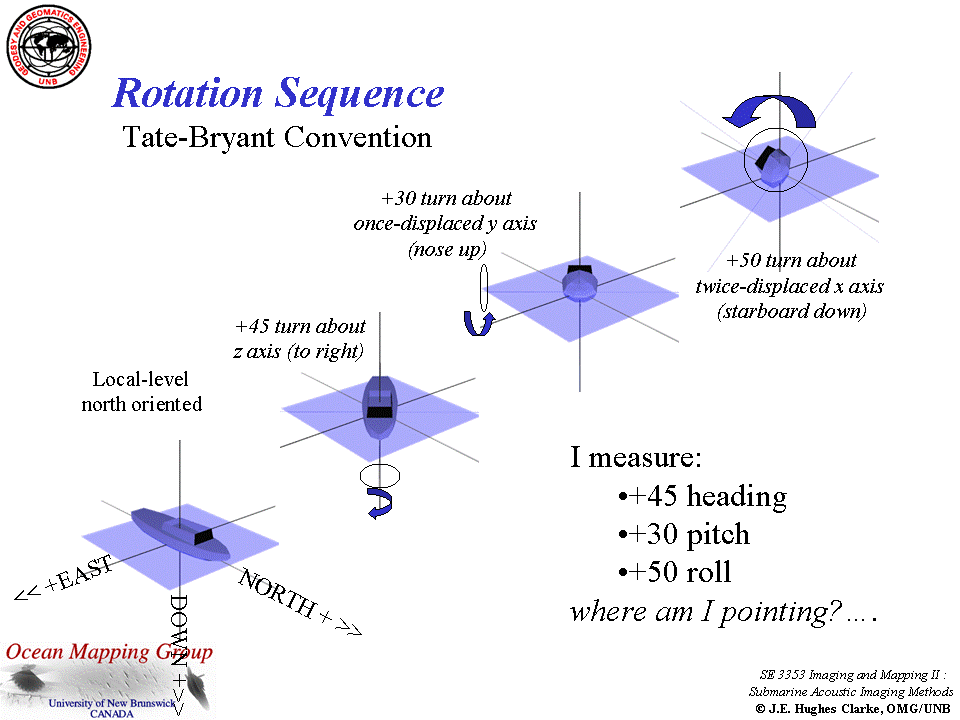 GEODESY AND GEOMATICS ENGINEERING
UNB
Rotation Sequence
Tate-Bryant Convention
+30 turn about
once-displaced y axis
(nose up)
+50 turn about
twice-displaced x axis
(starboard down)
+45 turn about
z axis (to right)
Local-level
north oriented
I measure:
•+45 heading
•+30 pitch
•+50 roll
where am I pointing?….
<< +EAST
NORTH + >>
DOWN + >>
Ocean Mapping Group
University of New Brunswick
CANADA
SE 3353 Imaging and Mapping II :
Submarine Acoustic Imaging Methods
© J.E. Hughes Clarke, OMG/UNB